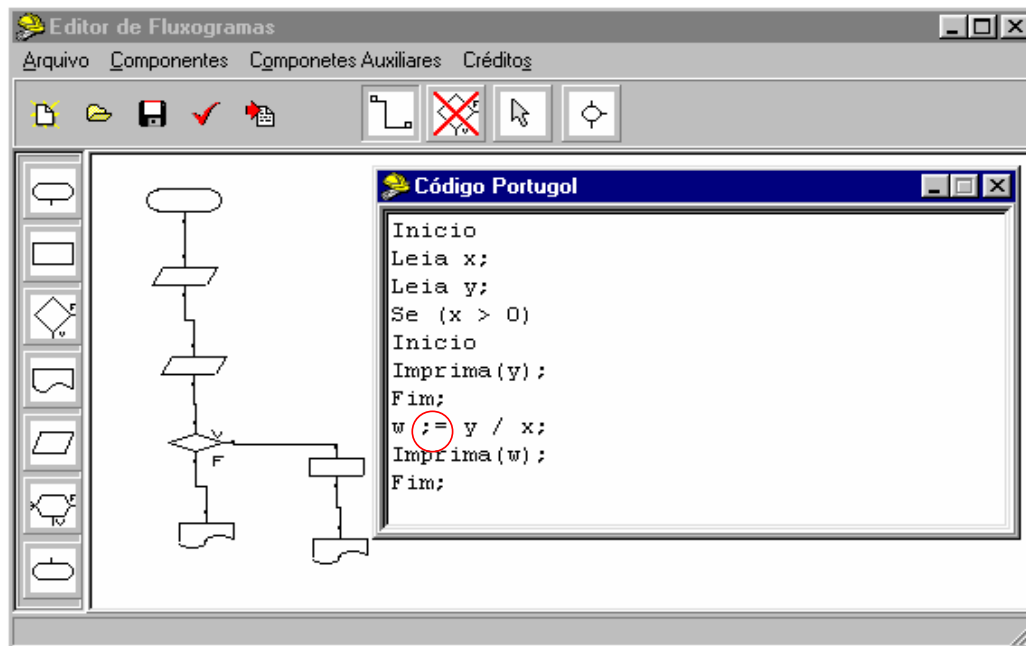 Editor de Fluxogramas
Arquivo Componentes Componetes Auxiliares Créditos
F
V
F
V
V
F
F
V
Código Portugol
Inicio
Leia x;
Leia y;
Se (x > 0)
Inicio
Imprima(y);
Fim;
w ;= y / x;
Imprima(w);
Fim;